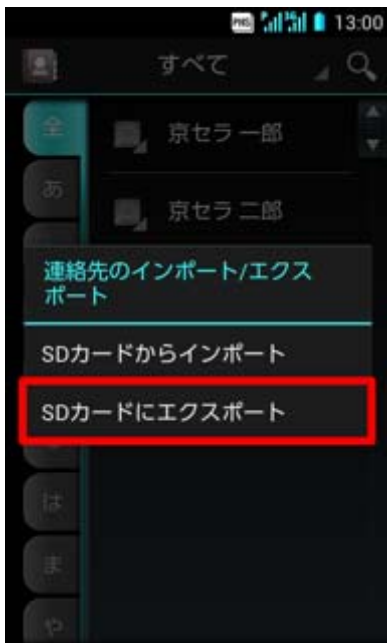 PHS 13:00
すべて
全
京セラ 一郎
あ
京セラ 二郎
連絡先のインポート/エクス
ポート
SDカードからインポート
SDカードにエクスポート
は
ま
や